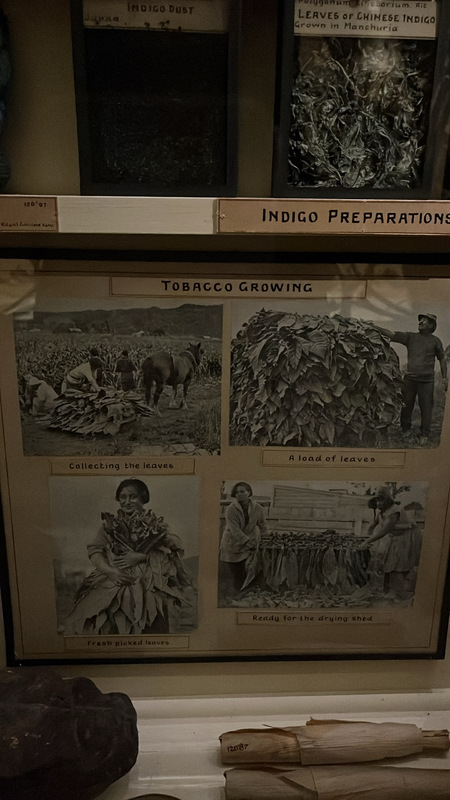 INDIGO DUST
LEAVES OF CHINESE INDIGO
Grown in Manchuria
INDIGO PREPARATIONS
TOBACCO GROWING
Collecting the leaves
A load of leaves
Fresh picked leaves
Ready for the drying shed